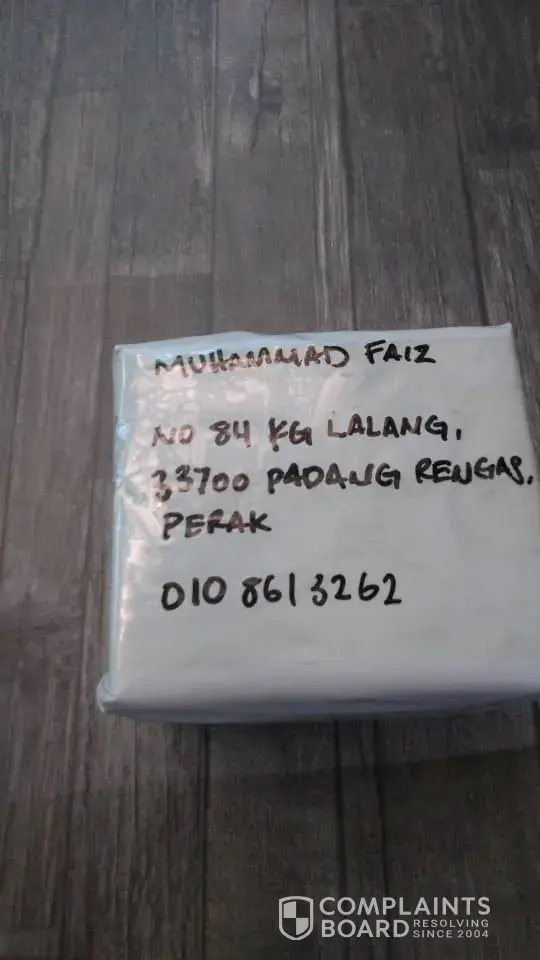 MUHAMMAD FAIZ
NO 84 KG LALANG,
33700 PADANG RENGAS,
PERAK
010 8613262
COMPLAINTS
BOARD RESOLVING
SINCE 2004